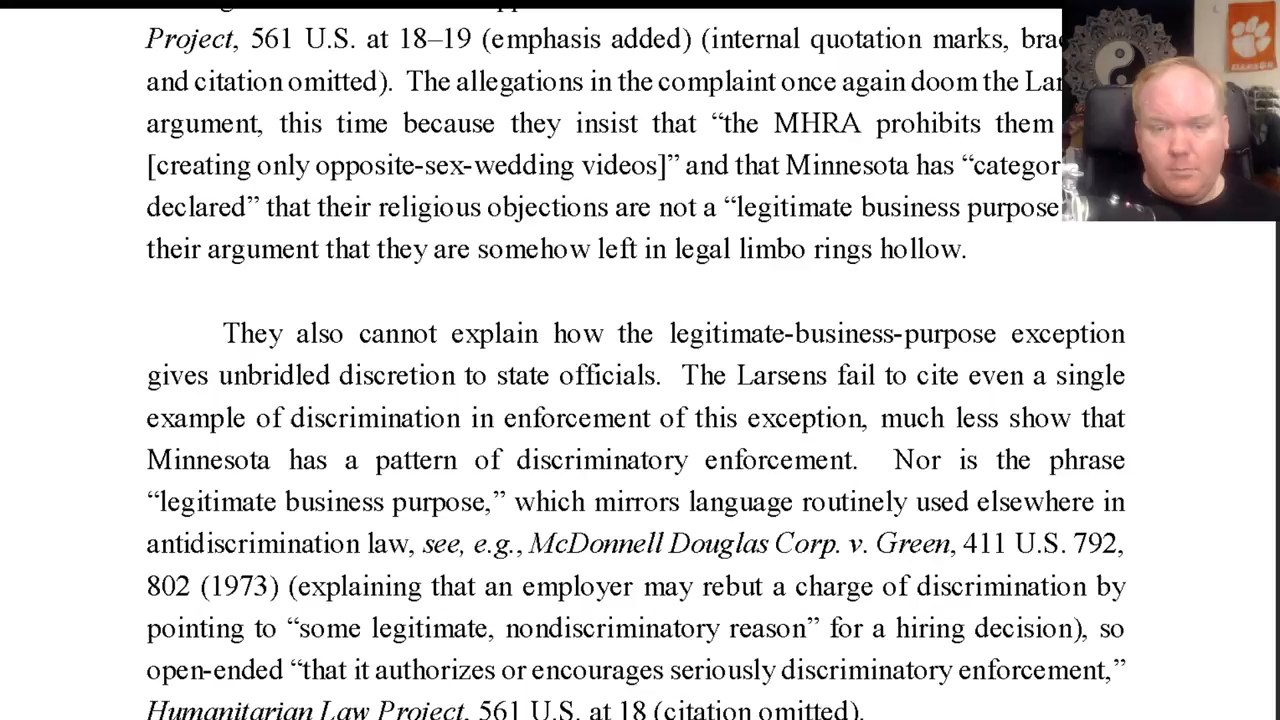 Project, 561 U.S. at 18–19 (emphasis added) (internal quotation marks,
and citation omitted). The allegations in the complaint once again doom the
argument, this time because they insist that “the MHRA prohibits them
[creating only opposite-sex-wedding videos]” and that Minnesota has
declared” that their religious objections are not a “legitimate business purpose
their argument that they are somehow left in legal limbo rings hollow.
They also cannot explain how the legitimate-business-purpose exception
gives unbridled discretion to state officials. The Larsens fail to cite even a single
example of discrimination in enforcement of this exception, much less show that
Minnesota has a pattern of discriminatory enforcement. Nor is the phrase
“legitimate business purpose,” which mirrors language routinely used elsewhere in
antidiscrimination law, see, e.g., McDonnell Douglas Corp. v. Green, 411 U.S. 792,
802 (1973) (explaining that an employer may rebut a charge of discrimination by
pointing to “some legitimate, nondiscriminatory reason” for a hiring decision), so
open-ended “that it authorizes or encourages seriously discriminatory enforcement,”
Humanitarian Law Project, 561 U.S. at 18 (citation omitted).
CLEMSON